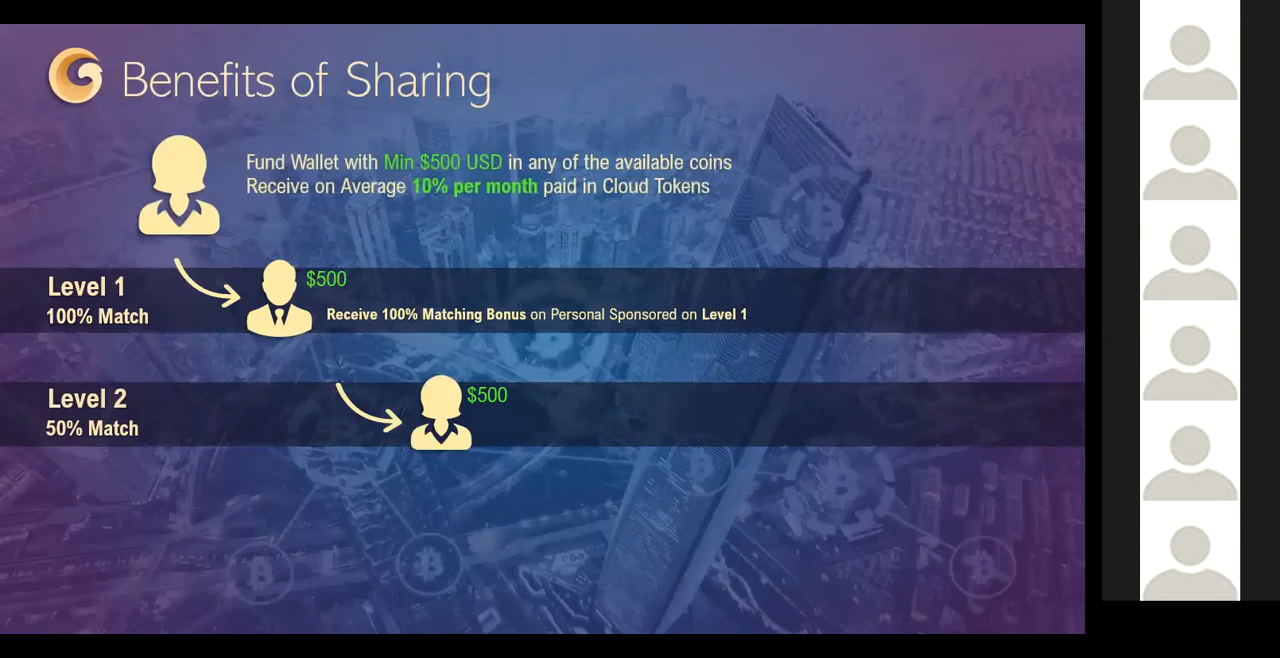 Benefits of Sharing
Fund Wallet with Min $500 USD in any of the available coins
Receive on Average 10% per month paid in Cloud Tokens
Level 1
100% Match
$500
Receive 100% Matching Bonus on Personal Sponsored on Level 1
Level 2
50% Match
$500